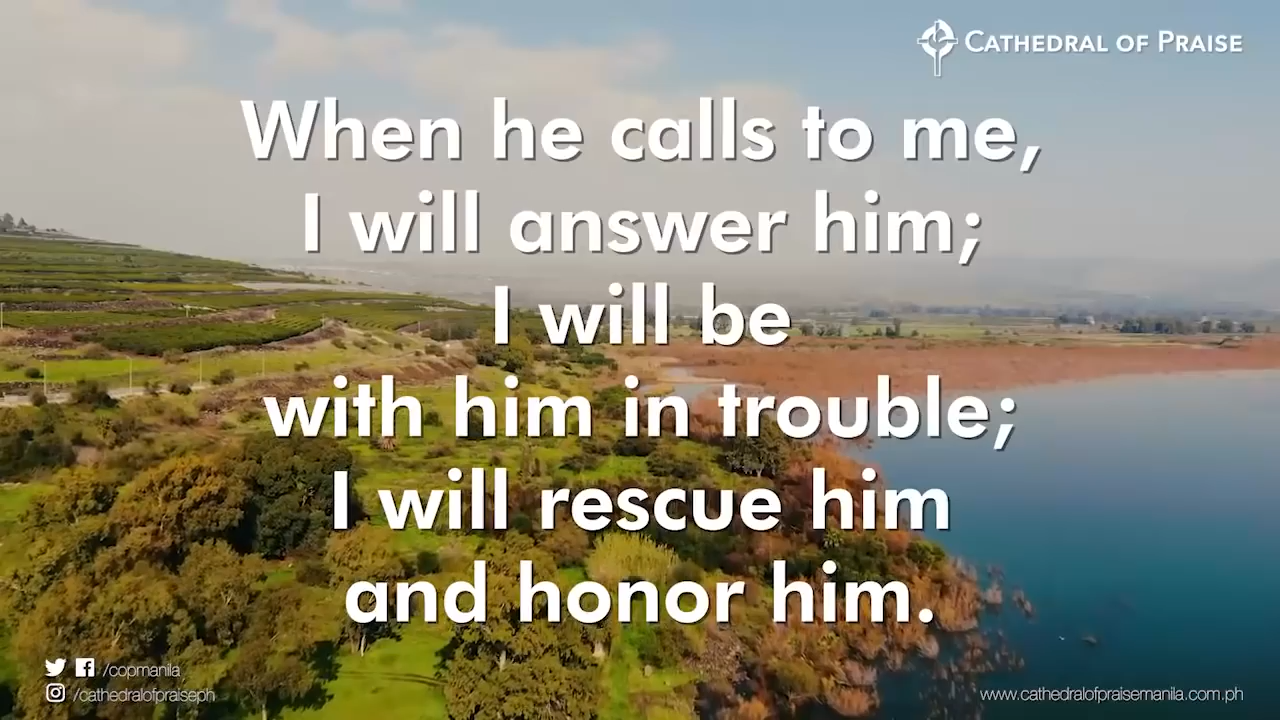 Cathedral of Praise
When he calls to me,
I will answer him;
I will be
with him in trouble;
I will rescue him
and honor him.
/copmanila
/cathedralofpraiseph
www.cathedralofpraisemanila.com.ph